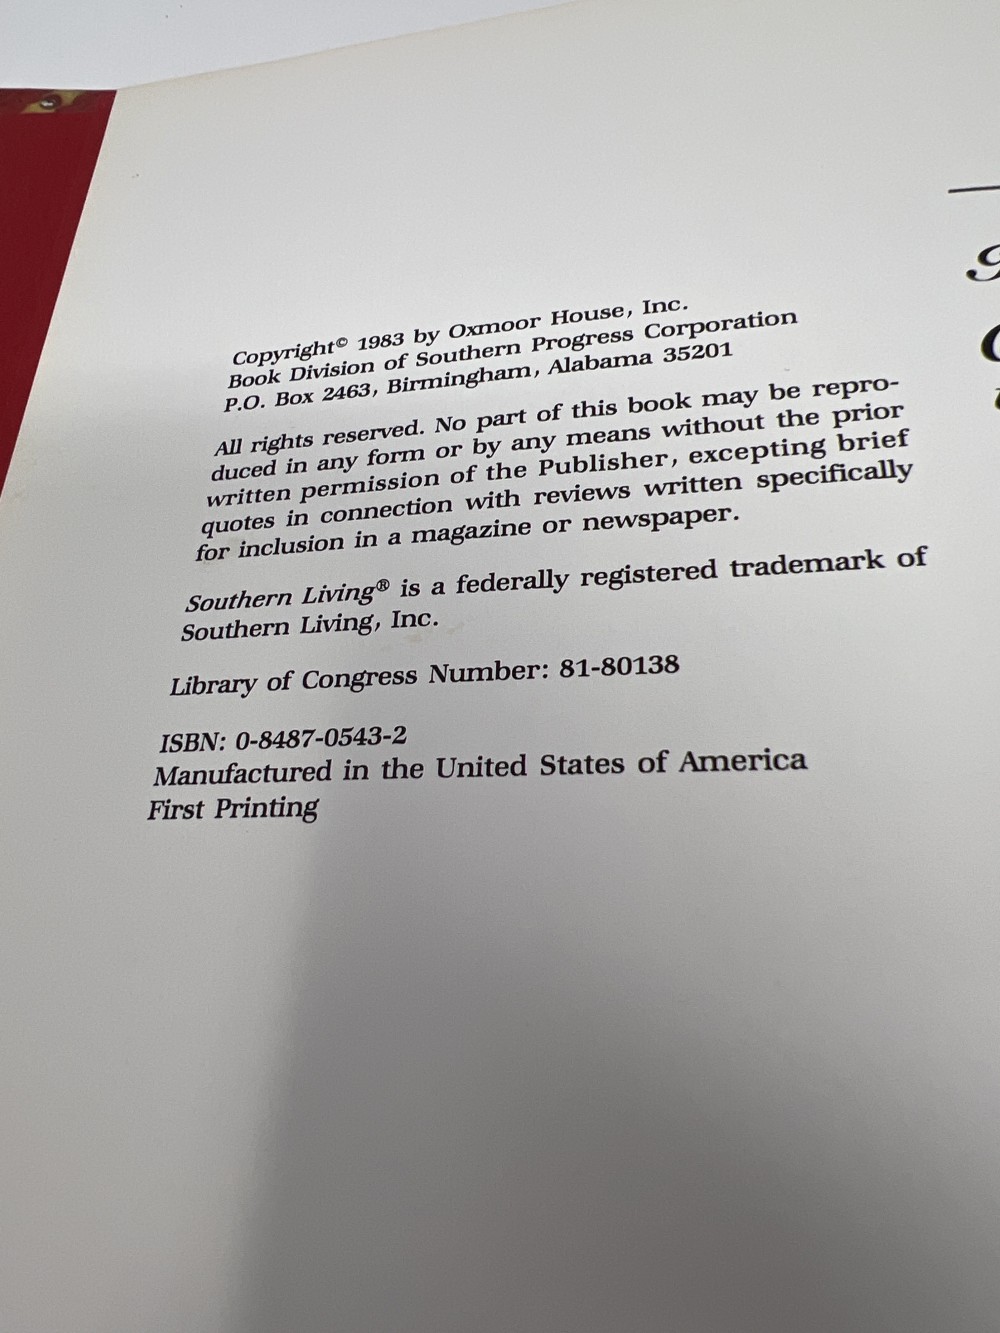 Copyright© 1983 by Oxmoor House, Inc.
Book Division of Southern Progress Corporation
P.O. Box 2463, Birmingham, Alabama 35201
All rights reserved. No part of this book may be repro-
duced in any form or by any means without the prior
written permission of the Publisher, excepting brief
quotes in connection with reviews written specifically
for inclusion in a magazine or newspaper.
Southern Living® is a federally registered trademark of
Southern Living, Inc.
Library of Congress Number: 81-80138
ISBN: 0-8487-0543-2
Manufactured in the United States of America
First Printing